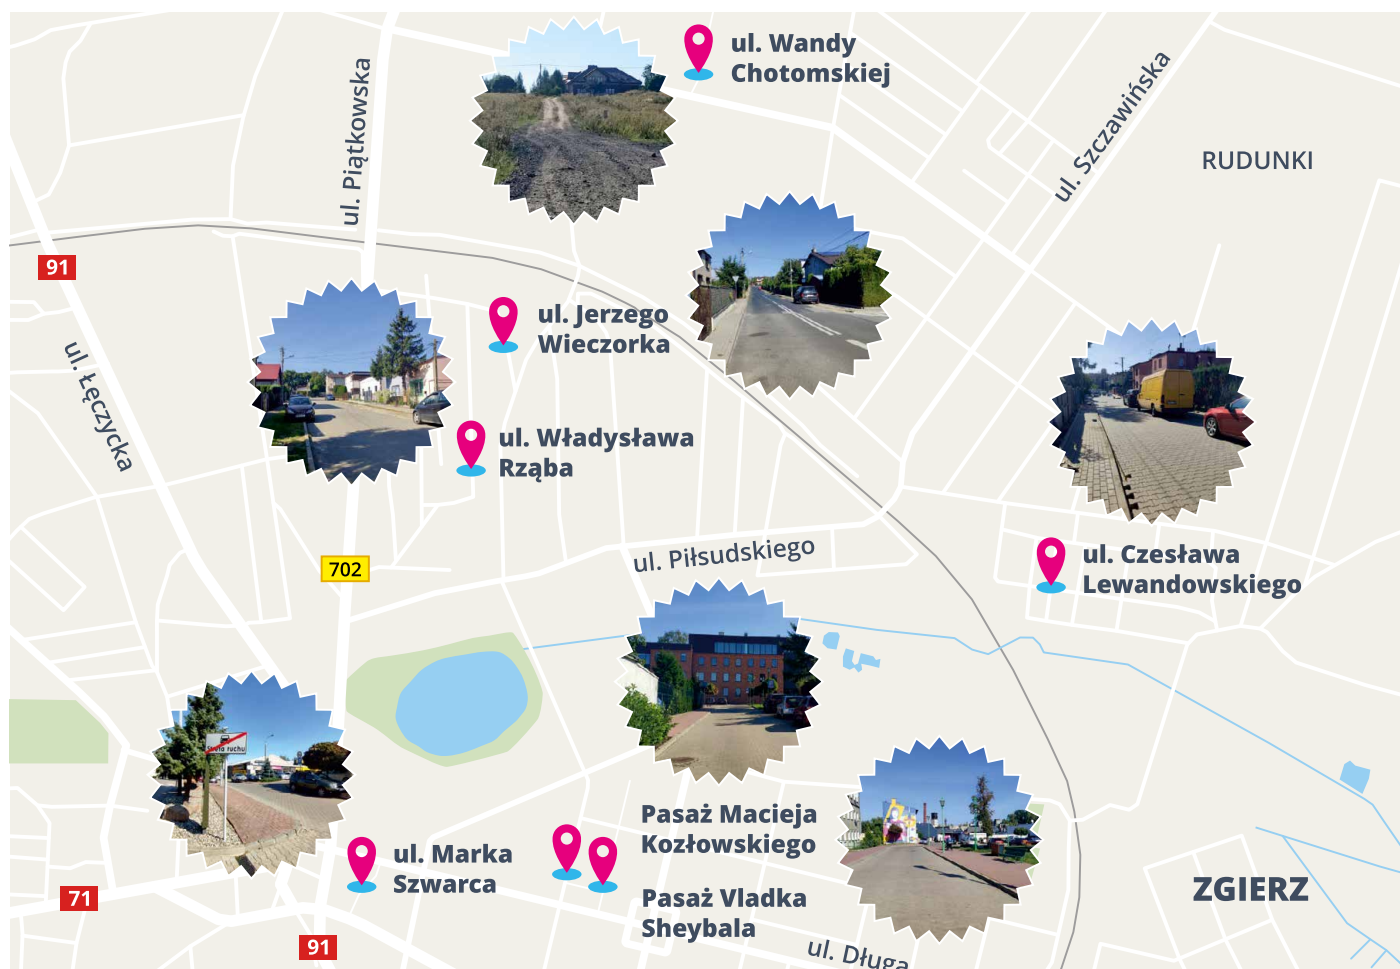 ul. Wandy
Chotomskiej
ul. Piątkowska
ul. Szczawińska
RUDUNKI
91
ul. Łęczycka
ul. Jerzego
Wieczorka
ul. Władysława
Rząba
702
ul. Piłsudskiego
ul. Czesława
Lewandowskiego
ruchu
ul. Marka
Szwarca
Pasaż Macieja
Kozłowskiego
Pasaż Vladka
Sheybala
71
91
ZGIERZ
ul. Długa